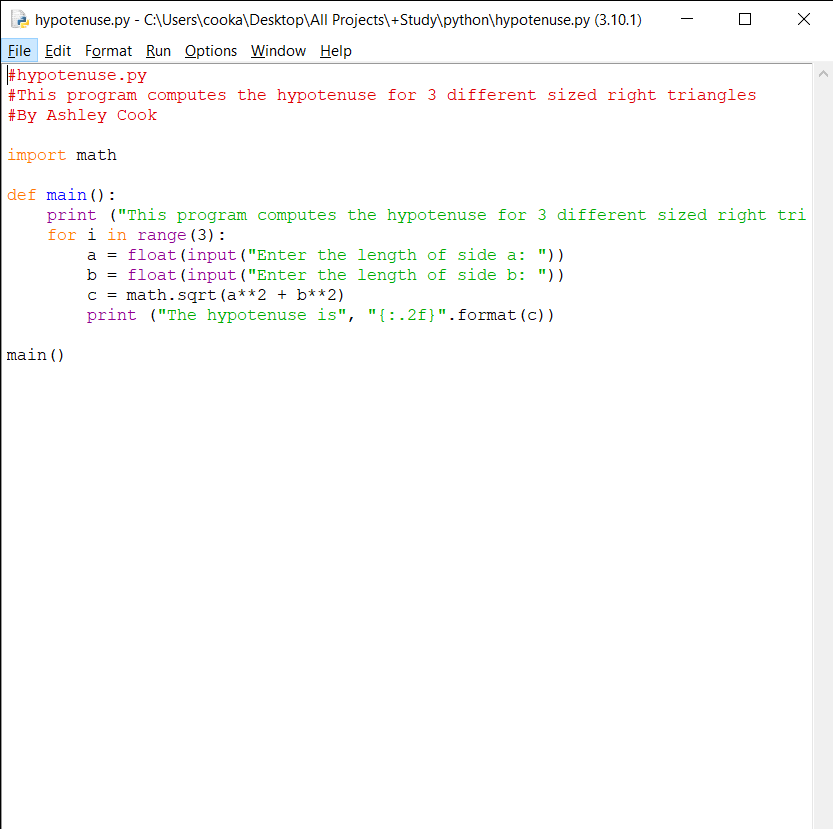 hypotenuse.py - C:\Users\cooka\Desktop\All Projects\+Study\python\hypotenuse.py (3.10.1)
File Edit Format Run Options Window Help
#hypotenuse.py
#This program computes the hypotenuse for 3 different sized right triangles
#By Ashley Cook

import math

def main():
    print ("This program computes the hypotenuse for 3 different sized right tri
    for i in range(3):
        a = float(input("Enter the length of side a: "))
        b = float(input("Enter the length of side b: "))
        c = math.sqrt(a**2 + b**2)
        print ("The hypotenuse is", "{:.2f}".format(c))

main()